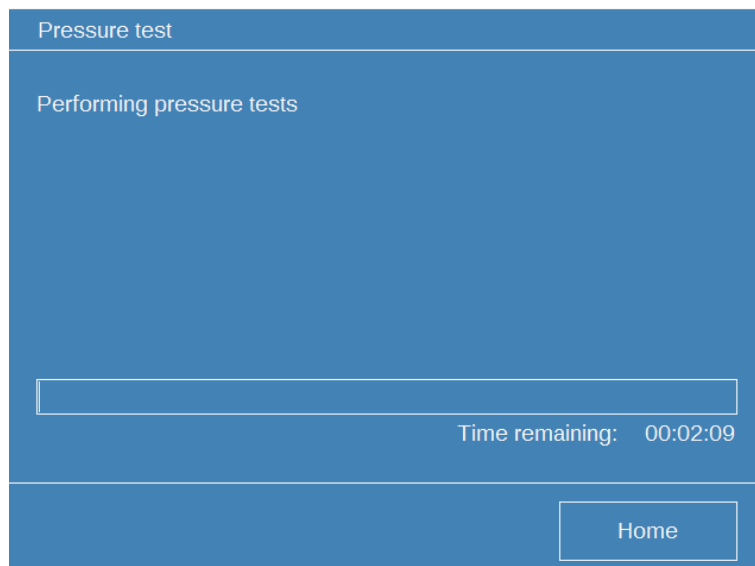 Pressure test
Performing pressure tests
Time remaining: 00:02:09
Home